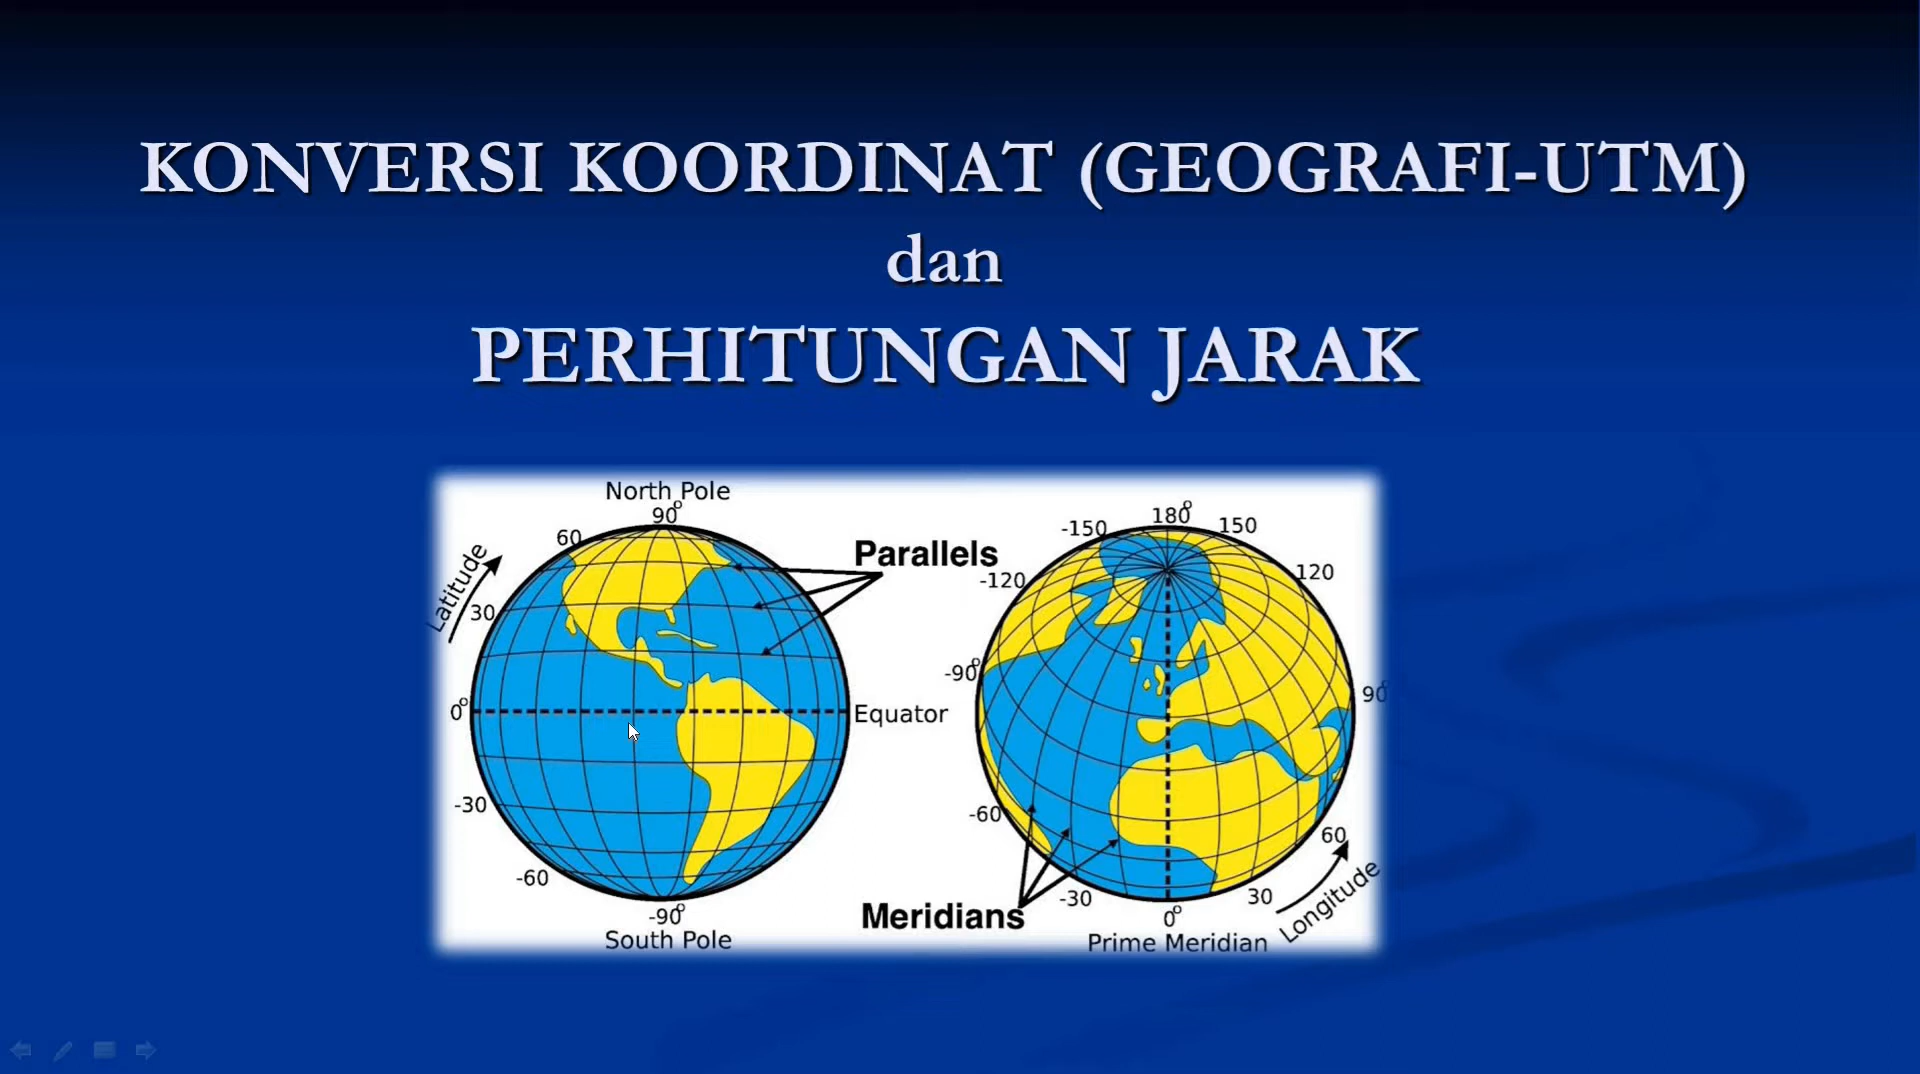 KONVERSI KOORDINAT (GEOGRAFI-UTM)
dan
PERHITUNGAN JARAK
North Pole
90°
60
Latitude
30
0°
-30
-60
-90°
South Pole
Parallels
Equator
Meridians
180°
-150
150
-120
120
-90°
90°
-60
60
-30
30
0°
Longitude
Prime Meridian